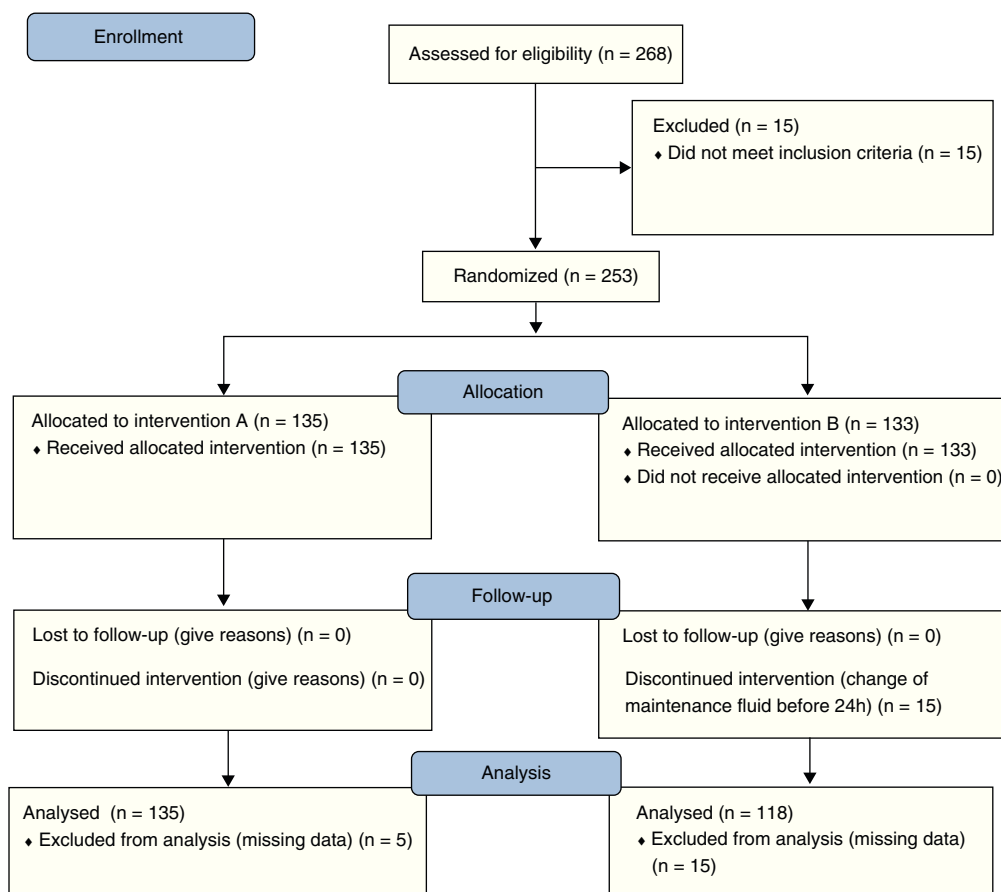 Enrollment
Assessed for eligibility (n = 268)
Excluded (n = 15)
♦ Did not meet inclusion criteria (n = 15)
Randomized (n = 253)
Allocation
Allocated to intervention A (n = 135)
♦ Received allocated intervention (n = 135)
Allocated to intervention B (n = 133)
♦ Received allocated intervention (n = 133)
♦ Did not receive allocated intervention (n = 0)
Follow-up
Lost to follow-up (give reasons) (n = 0)
Discontinued intervention (give reasons) (n = 0)
Lost to follow-up (give reasons) (n = 0)
Discontinued intervention (change of
maintenance fluid before 24h) (n = 15)
Analysis
Analysed (n = 135)
♦ Excluded from analysis (missing data) (n = 5)
Analysed (n = 118)
♦ Excluded from analysis (missing data)
(n = 15)